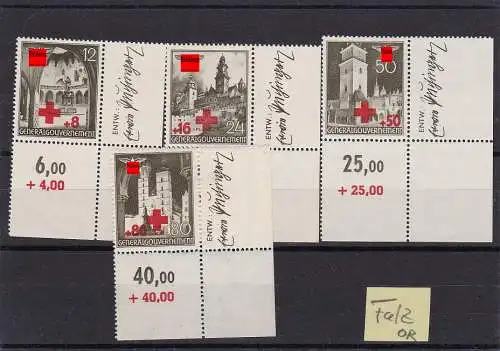 12
+8
GENERALGOUVERNEMENT
6,00
+ 4,00
ENTW.
+16
24
GENERALGOUVERNEMENT
ENTW.
50
+50
GENERALGOUVERNEMENT
25,00
+ 25,00
ENTW.
80
GENERALGOUVERNEMENT
40,00
+ 40,00
ENTW.
Falz
OR